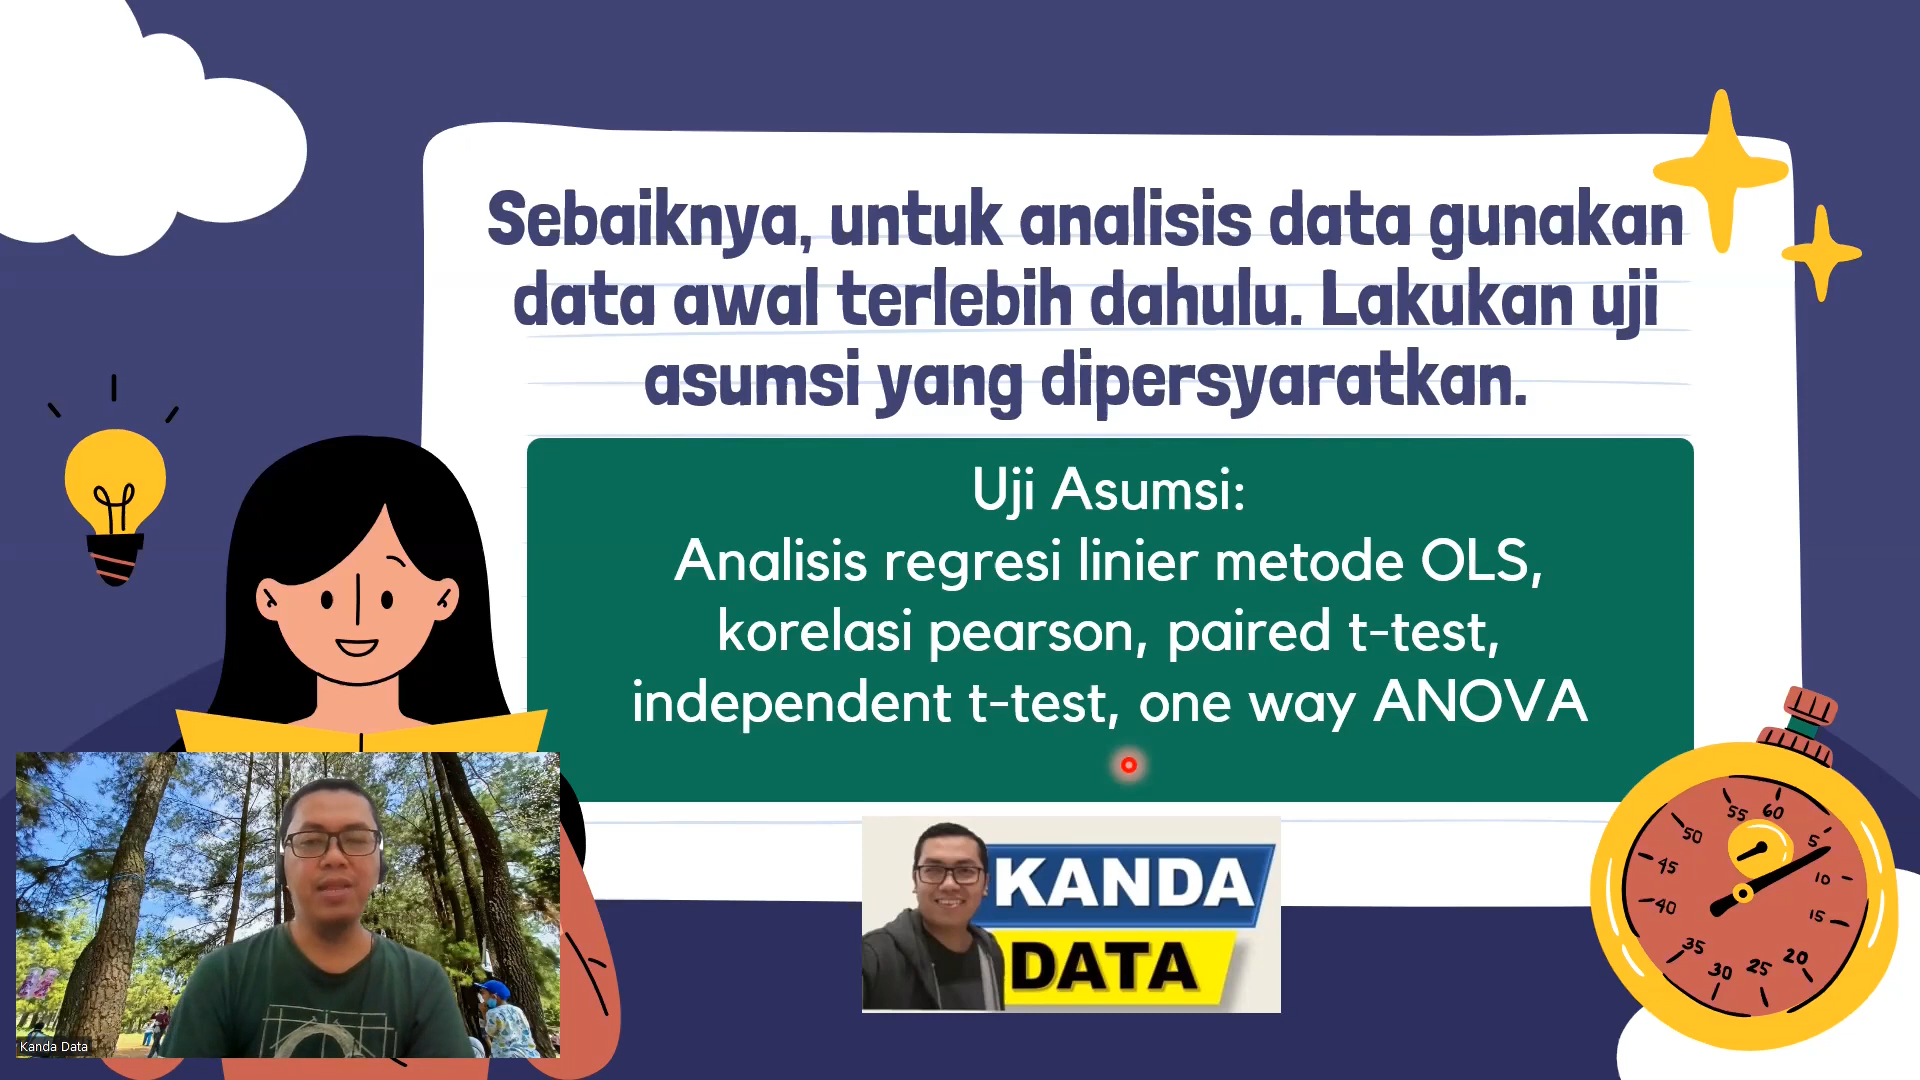 Sebaiknya, untuk analisis data gunakan
data awal terlebih dahulu. Lakukan uji
asumsi yang dipersyaratkan.
Uji Asumsi:
Analisis regresi linier metode OLS,
korelasi pearson, paired t-test,
independent t-test, one way ANOVA
KANDA
DATA
Kanda Data
60
5
10
15
20
25
30
35
40
45
50
55